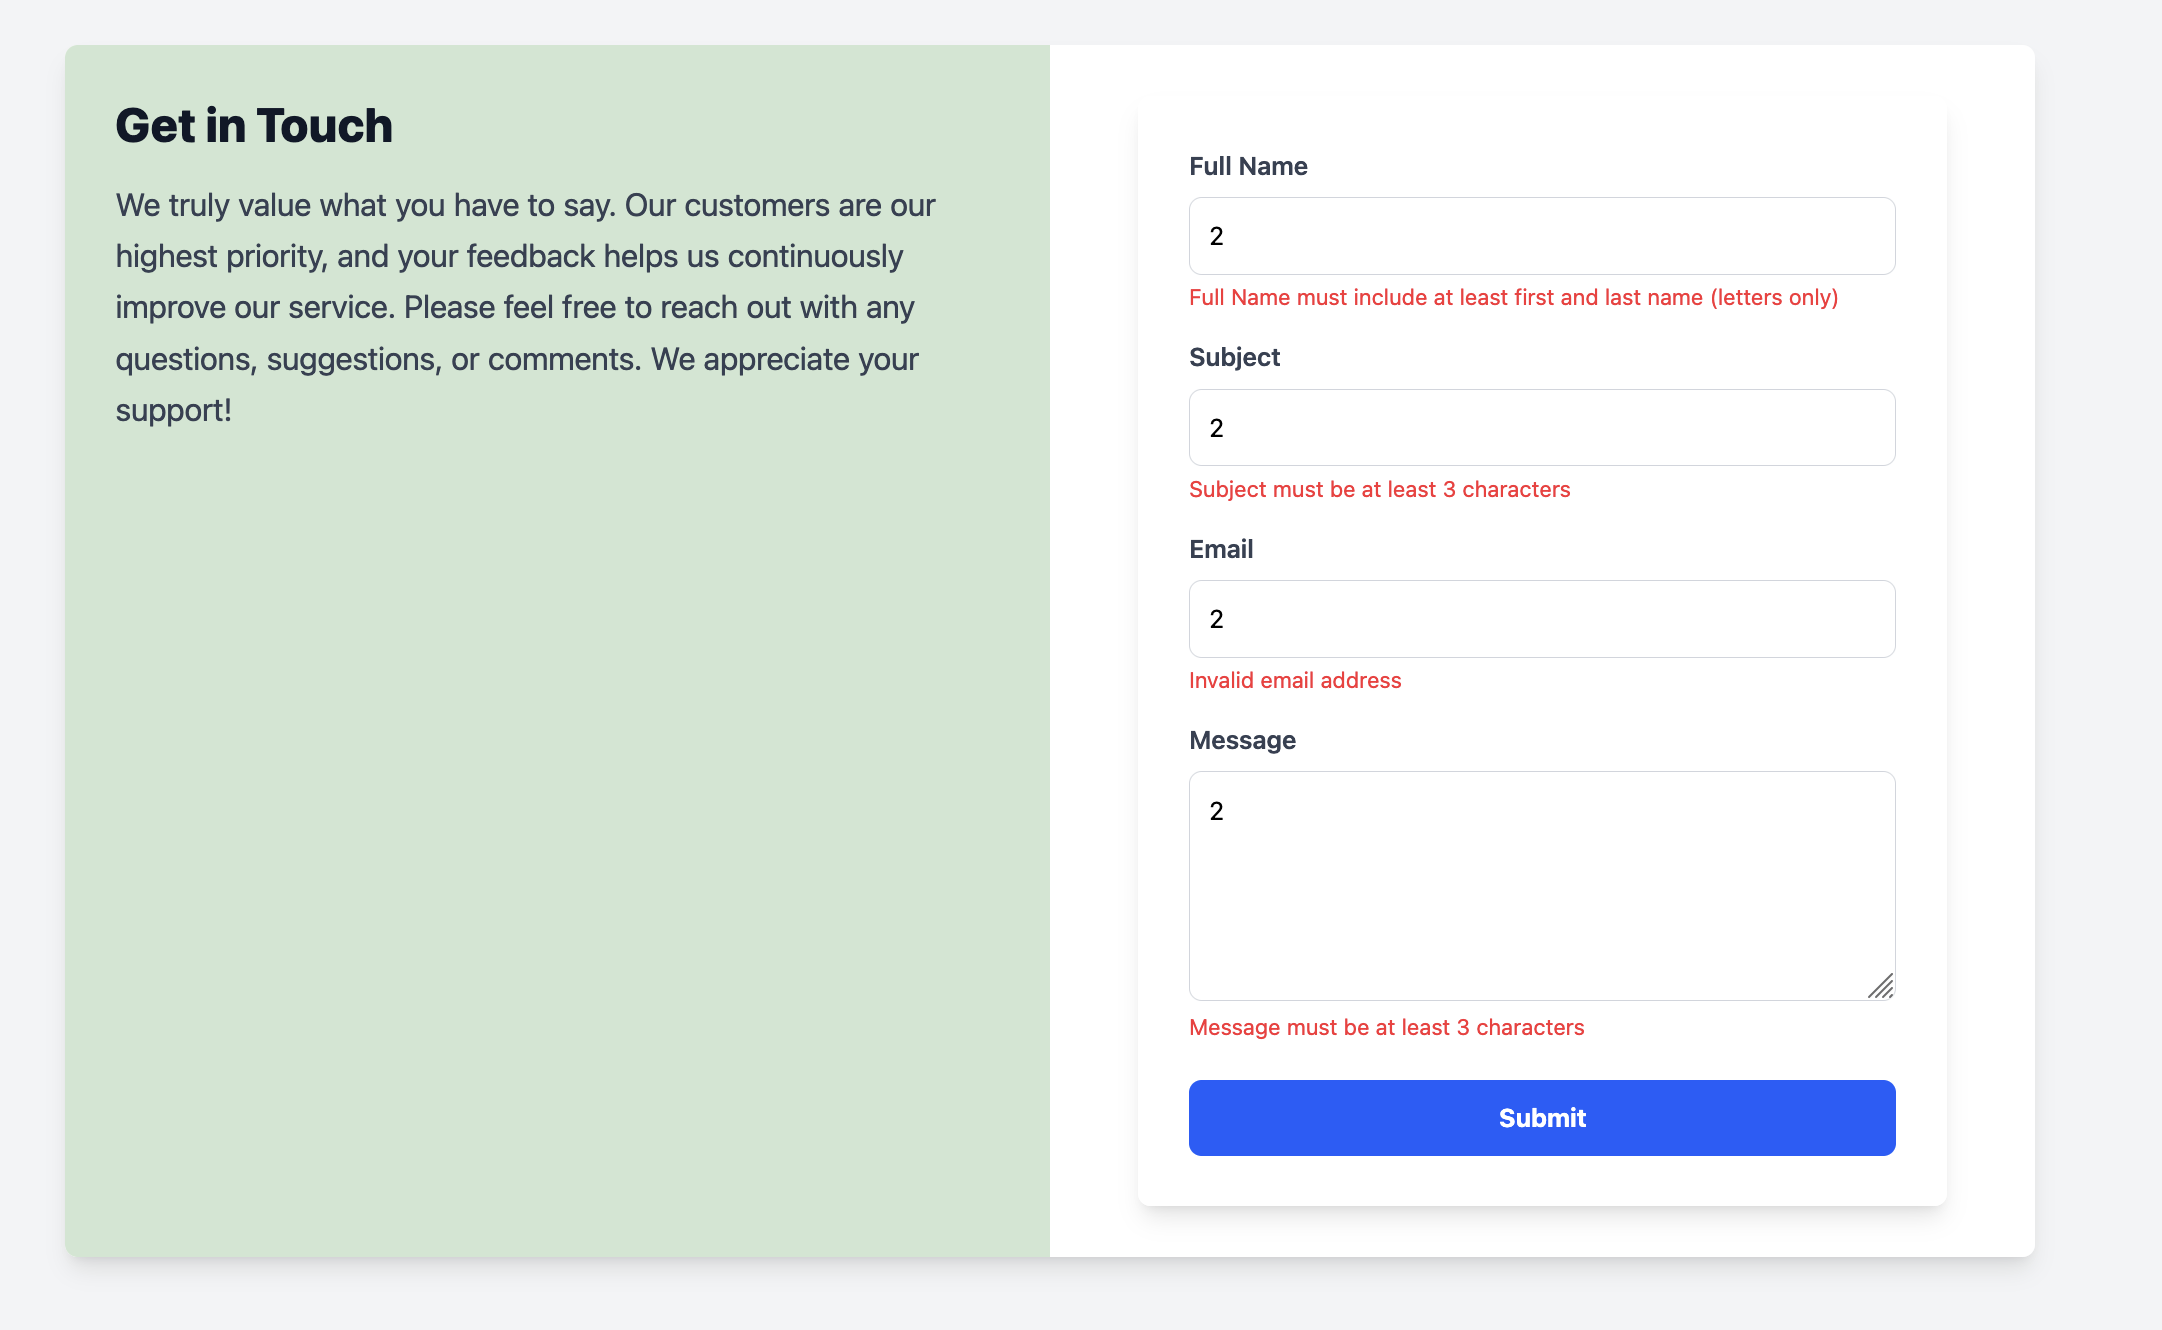 Get in Touch
We truly value what you have to say. Our customers are our
highest priority, and your feedback helps us continuously
improve our service. Please feel free to reach out with any
questions, suggestions, or comments. We appreciate your
support!
Full Name
2
Full Name must include at least first and last name (letters only)
Subject
2
Subject must be at least 3 characters
Email
2
Invalid email address
Message
2
Message must be at least 3 characters
Submit